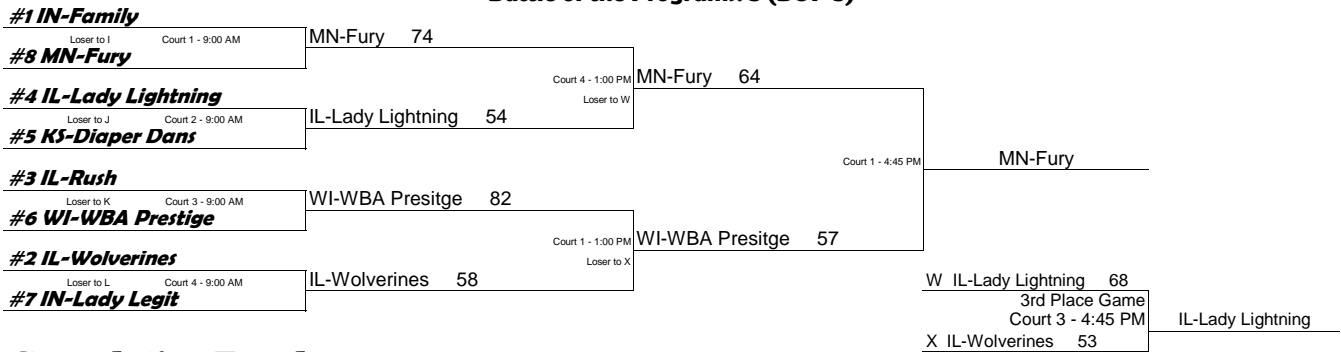 #1 IN-Family
Loser to I Court 1 - 9:00 AM
#8 MN-Fury
MN-Fury 74
Court 4 - 1:00 PM
Loser to W
MN-Fury 64
#4 IL-Lady Lightning
Loser to J Court 2 - 9:00 AM
#5 KS-Diaper Dans
IL-Lady Lightning 54
Court 1 - 4:45 PM
MN-Fury
#3 IL-Rush
Loser to K Court 3 - 9:00 AM
#6 WI-WBA Prestige
WI-WBA Presitge 82
Court 1 - 1:00 PM
Loser to X
WI-WBA Presitge 57
#2 IL-Wolverines
Loser to L Court 4 - 9:00 AM
#7 IN-Lady Legit
IL-Wolverines 58
W IL-Lady Lightning 68
3rd Place Game
Court 3 - 4:45 PM
IL-Lady Lightning
X IL-Wolverines 53